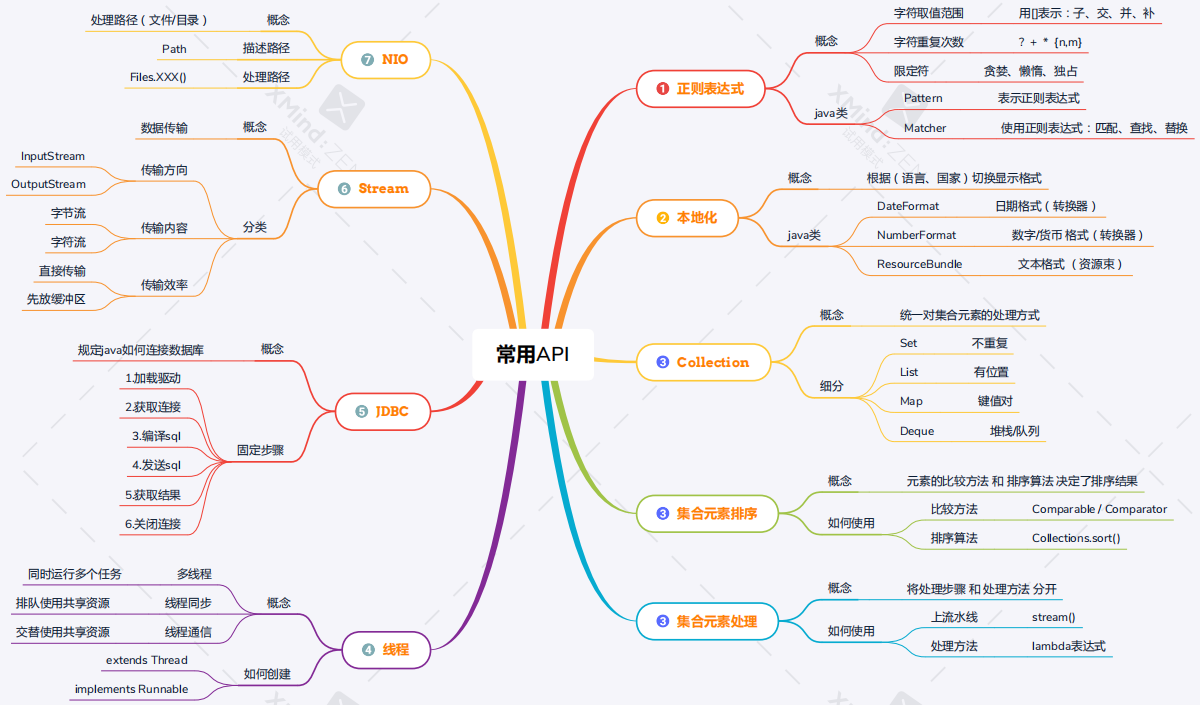 常用API
1 正则表达式
概念
字符取值范围 用[]表示：子、交、并、补
字符重复次数 ? + * {n,m}
限定符 贪婪、懒惰、独占
java类
Pattern 表示正则表达式
Matcher 使用正则表达式：匹配、查找、替换
2 本地化
概念 根据（语言、国家）切换显示格式
java类
DateFormat 日期格式（转换器）
NumberFormat 数字/货币 格式（转换器）
ResourceBundle 文本格式 （资源束）
3 Collection
概念 统一对集合元素的处理方式
细分
Set 不重复
List 有位置
Map 键值对
Deque 堆栈/队列
3 集合元素排序
概念 元素的比较方法 和 排序算法 决定了排序结果
如何使用
比较方法 Comparable / Comparator
排序算法 Collections.sort()
3 集合元素处理
概念 将处理步骤 和 处理方法 分开
如何使用
上流水线 stream()
处理方法 lambda表达式
4 线程
概念
多线程 同时运行多个任务
线程同步 排队使用共享资源
线程通信 交替使用共享资源
如何创建
extends Thread
implements Runnable
5 JDBC
概念 规定java如何连接数据库
固定步骤
1.加载驱动
2.获取连接
3.编译sql
4.发送sql
5.获取结果
6.关闭连接
6 Stream
概念 数据传输
分类
传输方向
InputStream
OutputStream
传输内容
字节流
字符流
传输效率
直接传输
先放缓冲区
7 NIO
概念 处理路径（文件/目录）
描述路径 Path
处理路径 Files.XXX()
XMind:ZEN
试用模式
XMind:ZEN
试用模式